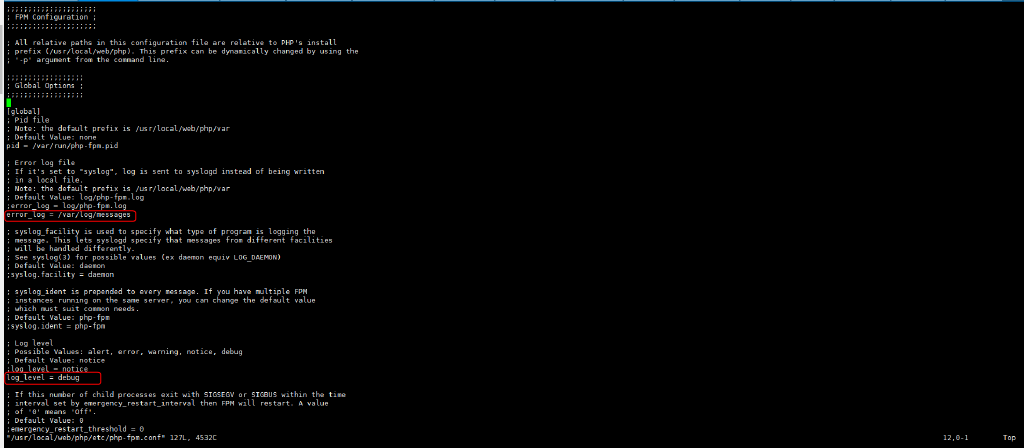 ;;;;;;;;;;;;;;;;;;;;;
; FPM Configuration ;
;;;;;;;;;;;;;;;;;;;;;
; All relative paths in this configuration file are relative to PHP's install
; prefix (/usr/local/web/php). This prefix can be dynamically changed by using the
; '-p' argument from the command line.
;;;;;;;;;;;;;;;;;;
; Global Options ;
;;;;;;;;;;;;;;;;;;
[global]
; Pid file
; Note: the default prefix is /usr/local/web/php/var
; Default Value: none
pid = /var/run/php-fpm.pid
; Error log file
; If it's set to "syslog", log is sent to syslogd instead of being written
; in a local file.
; Note: the default prefix is /usr/local/web/php/var
; Default Value: log/php-fpm.log
;error_log = log/php-fpm.log
error_log = /var/log/messages
; syslog_facility is used to specify what type of program is logging the
; message. This lets syslogd specify that messages from different facilities
; will be handled differently.
; See syslog(3) for possible values (ex daemon equiv LOG_DAEMON)
; Default Value: daemon
;syslog.facility = daemon
; syslog_ident is prepended to every message. If you have multiple FPM
; instances running on the same server, you can change the default value
; which must suit common needs.
; Default Value: php-fpm
;syslog.ident = php-fpm
; Log level
; Possible Values: alert, error, warning, notice, debug
; Default Value: notice
;log_level = notice
log_level = debug
; If this number of child processes exit with SIGSEGV or SIGBUS within the time
; interval set by emergency_restart_interval then FPM will restart. A value
; of '0' means 'Off'.
; Default Value: 0
;emergency_restart_threshold = 0
"/usr/local/web/php/etc/php-fpm.conf" 127L, 4532C 12,0-1 Top